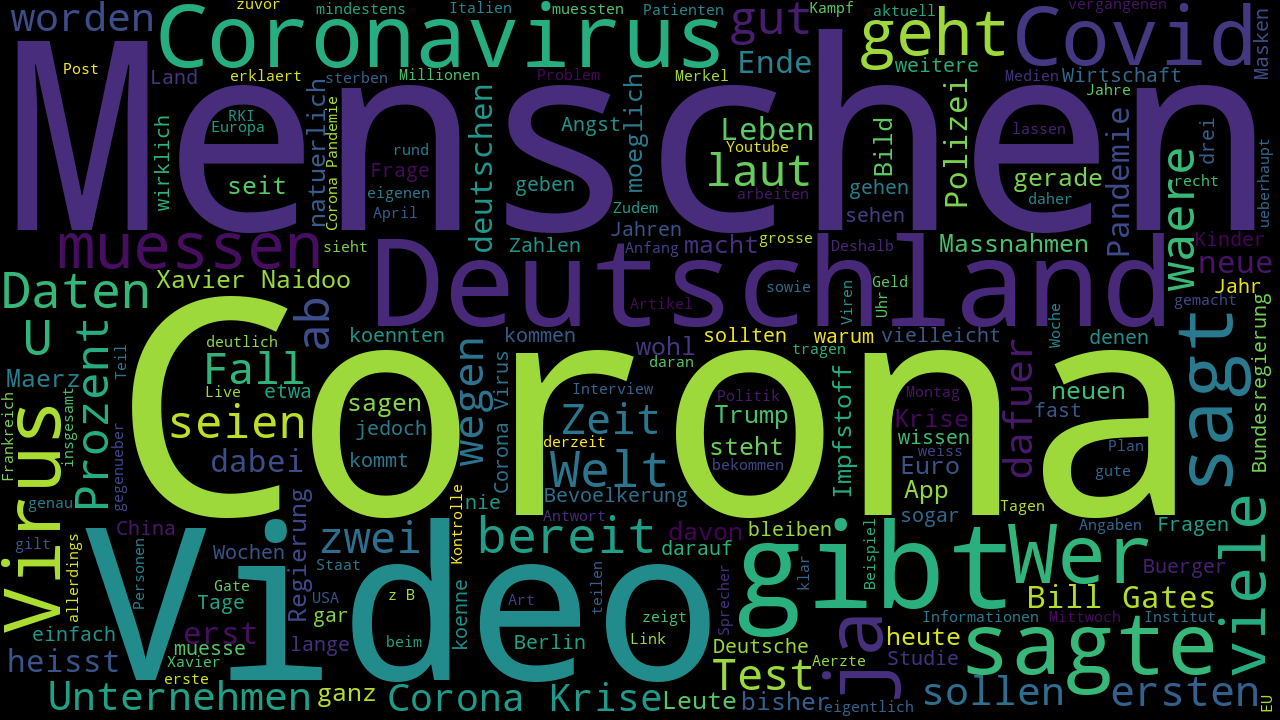 worden
zuvor
Coronavirus
mindestens
Italien
muessten
Patienten
gut
Kampf
aktuell
geht
Covid
vergangenen
Masken
Menschen
Post
Land
erklaert
sterben
Millionen
Problem
Ende
Merkel
weitere
Medien
Wirtschaft
Jahre
wirklich
RKI
Europa
natuerlich
Corona Pandemie
rund
Frage
eigenen
April
deutschen
Angst
moeglich
Leben
Youtube
laut
arbeiten
Bild
gehen
sehen
Polizei
lassen
gerade
daher
Pandemie
drei
waere
recht
ueberhaupt
seit
geben
Zudem
Jahren
muessen
sieht
Zahlen
Anfang
macht
grosse
Deshalb
Massnahmen
Kinder
neue
Daten
Xavier Naidoo
ab
Deutschland
sowie
Artikel
Viren
Geld
Uhr
Jahr
gemacht
U
Prozent
Teil
deutlich
koennten
kommen
wohl
daran
sollten
warum
tragen
vielleicht
Woche
denen
sagt
Bundesregierung
Maerz
Fall
Live
etwa
Wegen
Corona Virus
Interview
Corona
Politik
Impfstoff
Montag
dafuer
neuen
Frankreich
Virus
insgesamt
seien
sagen
jedoch
Zeit
Trump
Krise
fast
gegenueber
dabei
kommt
derzeit
steht
wissen
weiss
Plan
Welt
bekommen
Euro
gute
genau
nie
Bevoelkerung
App
Tagen
sogar
China
Regierung
Kontrolle
Antwort
davon
bleiben
Angaben
Fragen
viele
gilt
allerdings
Personen
Wochen
zwei
bereit
darauf
gibt
Beispiel
klar
Wer
Buerger
Staat
Video
Gate
Tage
USA
z B
koenne
Art
teilen
Sprecher
Bill Gates
einfach
erst
gar
beim
Berlin
zeigt
Link
Deutsche
ja
heute
Informationen
Mittwoch
Institut
heisst
muesse
Xavier
erste
lange
Test
Aerzte
Studie
sagte
Unternehmen
ganz
Corona Krise
Leute
bisher
eigentlich
sollen
ersten
EU